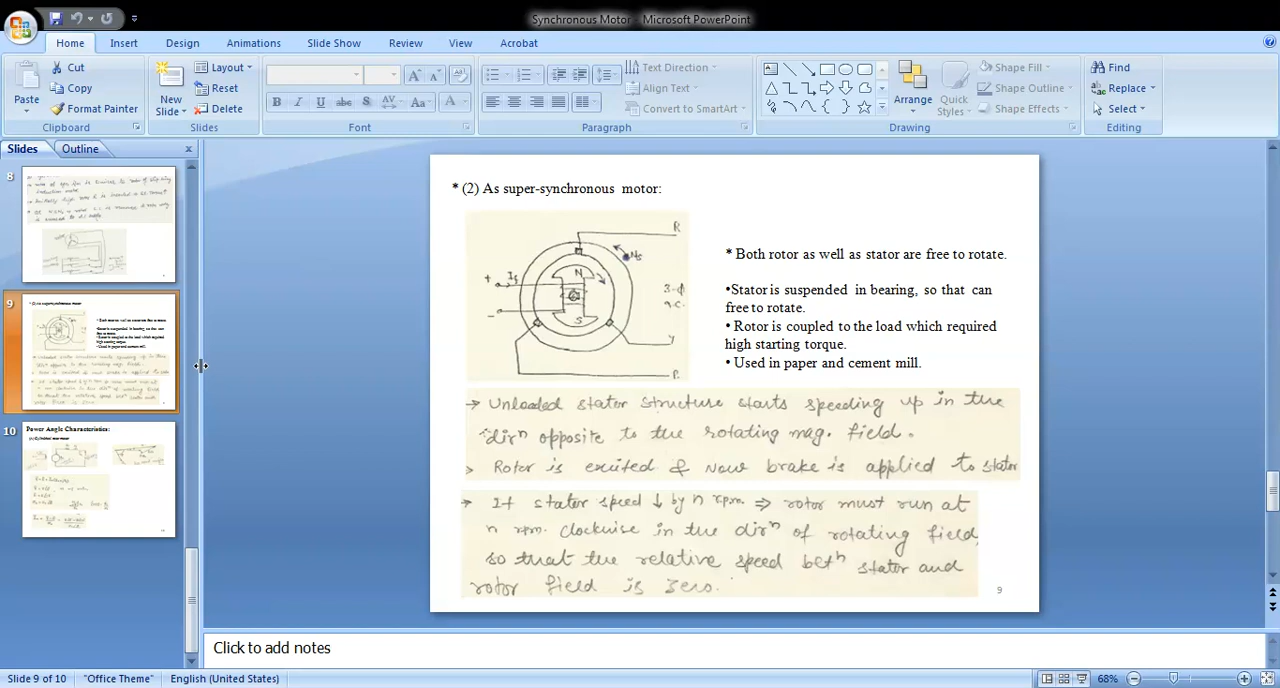 Synchronous Motor - Microsoft PowerPoint
Home Insert Design Animations Slide Show Review View Acrobat
Paste
Cut
Copy
Format Painter
Clipboard
New Slide
Layout
Reset
Delete
Slides
B I U abc S AV Aa A
Font
Text Direction
Align Text
Convert to SmartArt
Paragraph
Arrange
Quick Styles
Shape Fill
Shape Outline
Shape Effects
Drawing
Find
Replace
Select
Editing
Slides Outline
8
9
10
Power Angle Characteristics:
* (2) As super-synchronous motor:
R
Ns
+ If
N
3-ϕ
a.c.
S
-
Y
B
* Both rotor as well as stator are free to rotate.
•Stator is suspended in bearing, so that can
free to rotate.
• Rotor is coupled to the load which required
high starting torque.
• Used in paper and cement mill.
→ Unloaded stator structure starts speeding up in the
dirⁿ opposite to the rotating mag. field.
> Rotor is excited & now brake is applied to stator
→ If stator speed ↓ by n rpm ⇒ rotor must run at
n rpm. clockwise in the dirⁿ of rotating field,
so that the relative speed betⁿ stator and
rotor field is zero.
9
Click to add notes
Slide 9 of 10 "Office Theme" English (United States) 68%